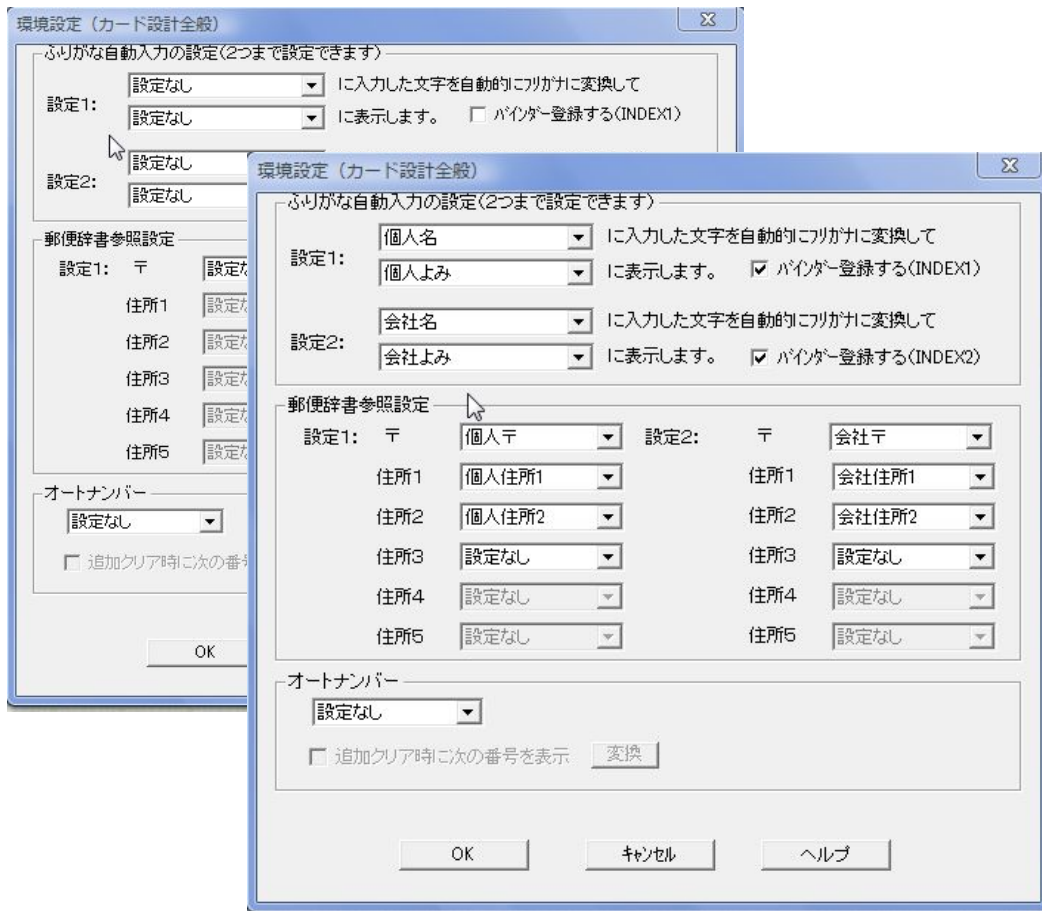 環境設定（カード設計全般）
ふりがな自動入力の設定(2つまで設定できます)
設定1:
設定なし
に入力した文字を自動的にﾌﾘｶﾞﾅに変換して
設定なし
に表示します。
ﾊﾞｲﾝﾀﾞｰ登録する(INDEX1)
設定2:
設定なし
設定なし
郵便辞書参照設定
設定1: 〒
住所1
住所2
住所3
住所4
住所5
オートナンバー
設定なし
追加クリア時に次の番
OK
環境設定（カード設計全般）
ふりがな自動入力の設定(2つまで設定できます)
設定1:
個人名
に入力した文字を自動的にﾌﾘｶﾞﾅに変換して
個人よみ
に表示します。
ﾊﾞｲﾝﾀﾞｰ登録する(INDEX1)
設定2:
会社名
に入力した文字を自動的にﾌﾘｶﾞﾅに変換して
会社よみ
に表示します。
ﾊﾞｲﾝﾀﾞｰ登録する(INDEX2)
郵便辞書参照設定
設定1: 〒 個人〒 設定2: 〒 会社〒
住所1 個人住所1 住所1 会社住所1
住所2 個人住所2 住所2 会社住所2
住所3 設定なし 住所3 設定なし
住所4 設定なし 住所4 設定なし
住所5 設定なし 住所5 設定なし
オートナンバー
設定なし
追加クリア時に次の番号を表示 変換
OK ｷｬﾝｾﾙ ヘルプ